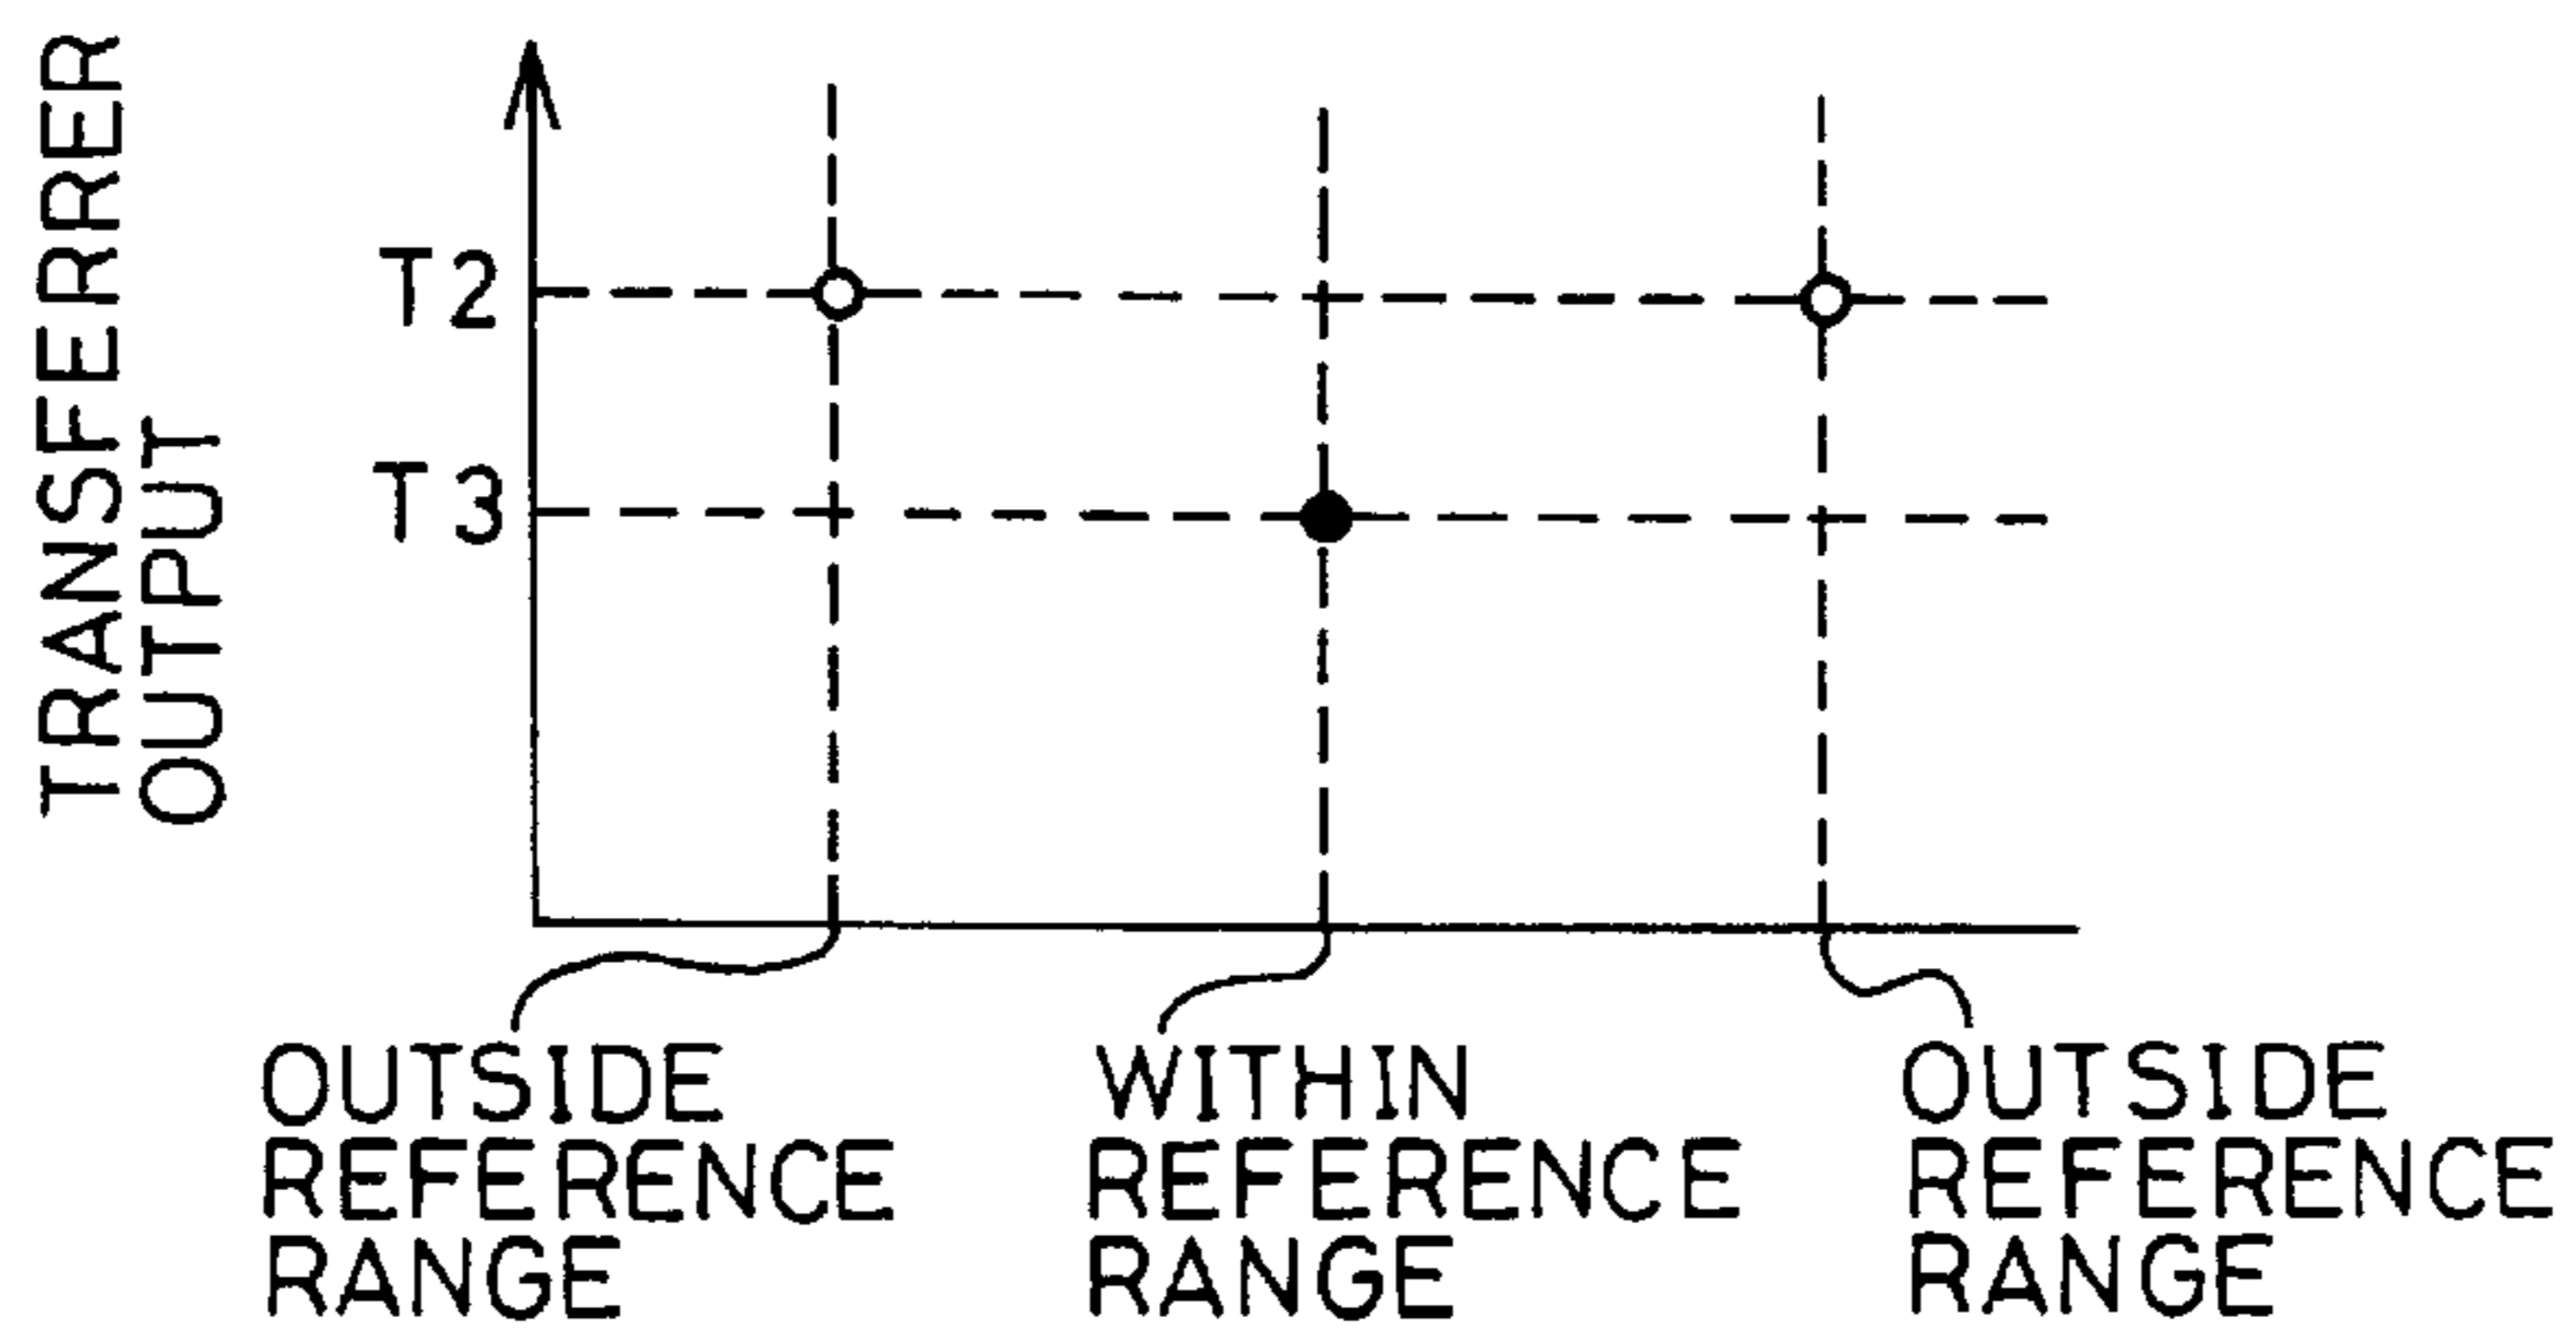 TRANSFERRER
OUTPUT
T2
T3
OUTSIDE
REFERENCE
RANGE
WITHIN
REFERENCE
RANGE
OUTSIDE
REFERENCE
RANGE